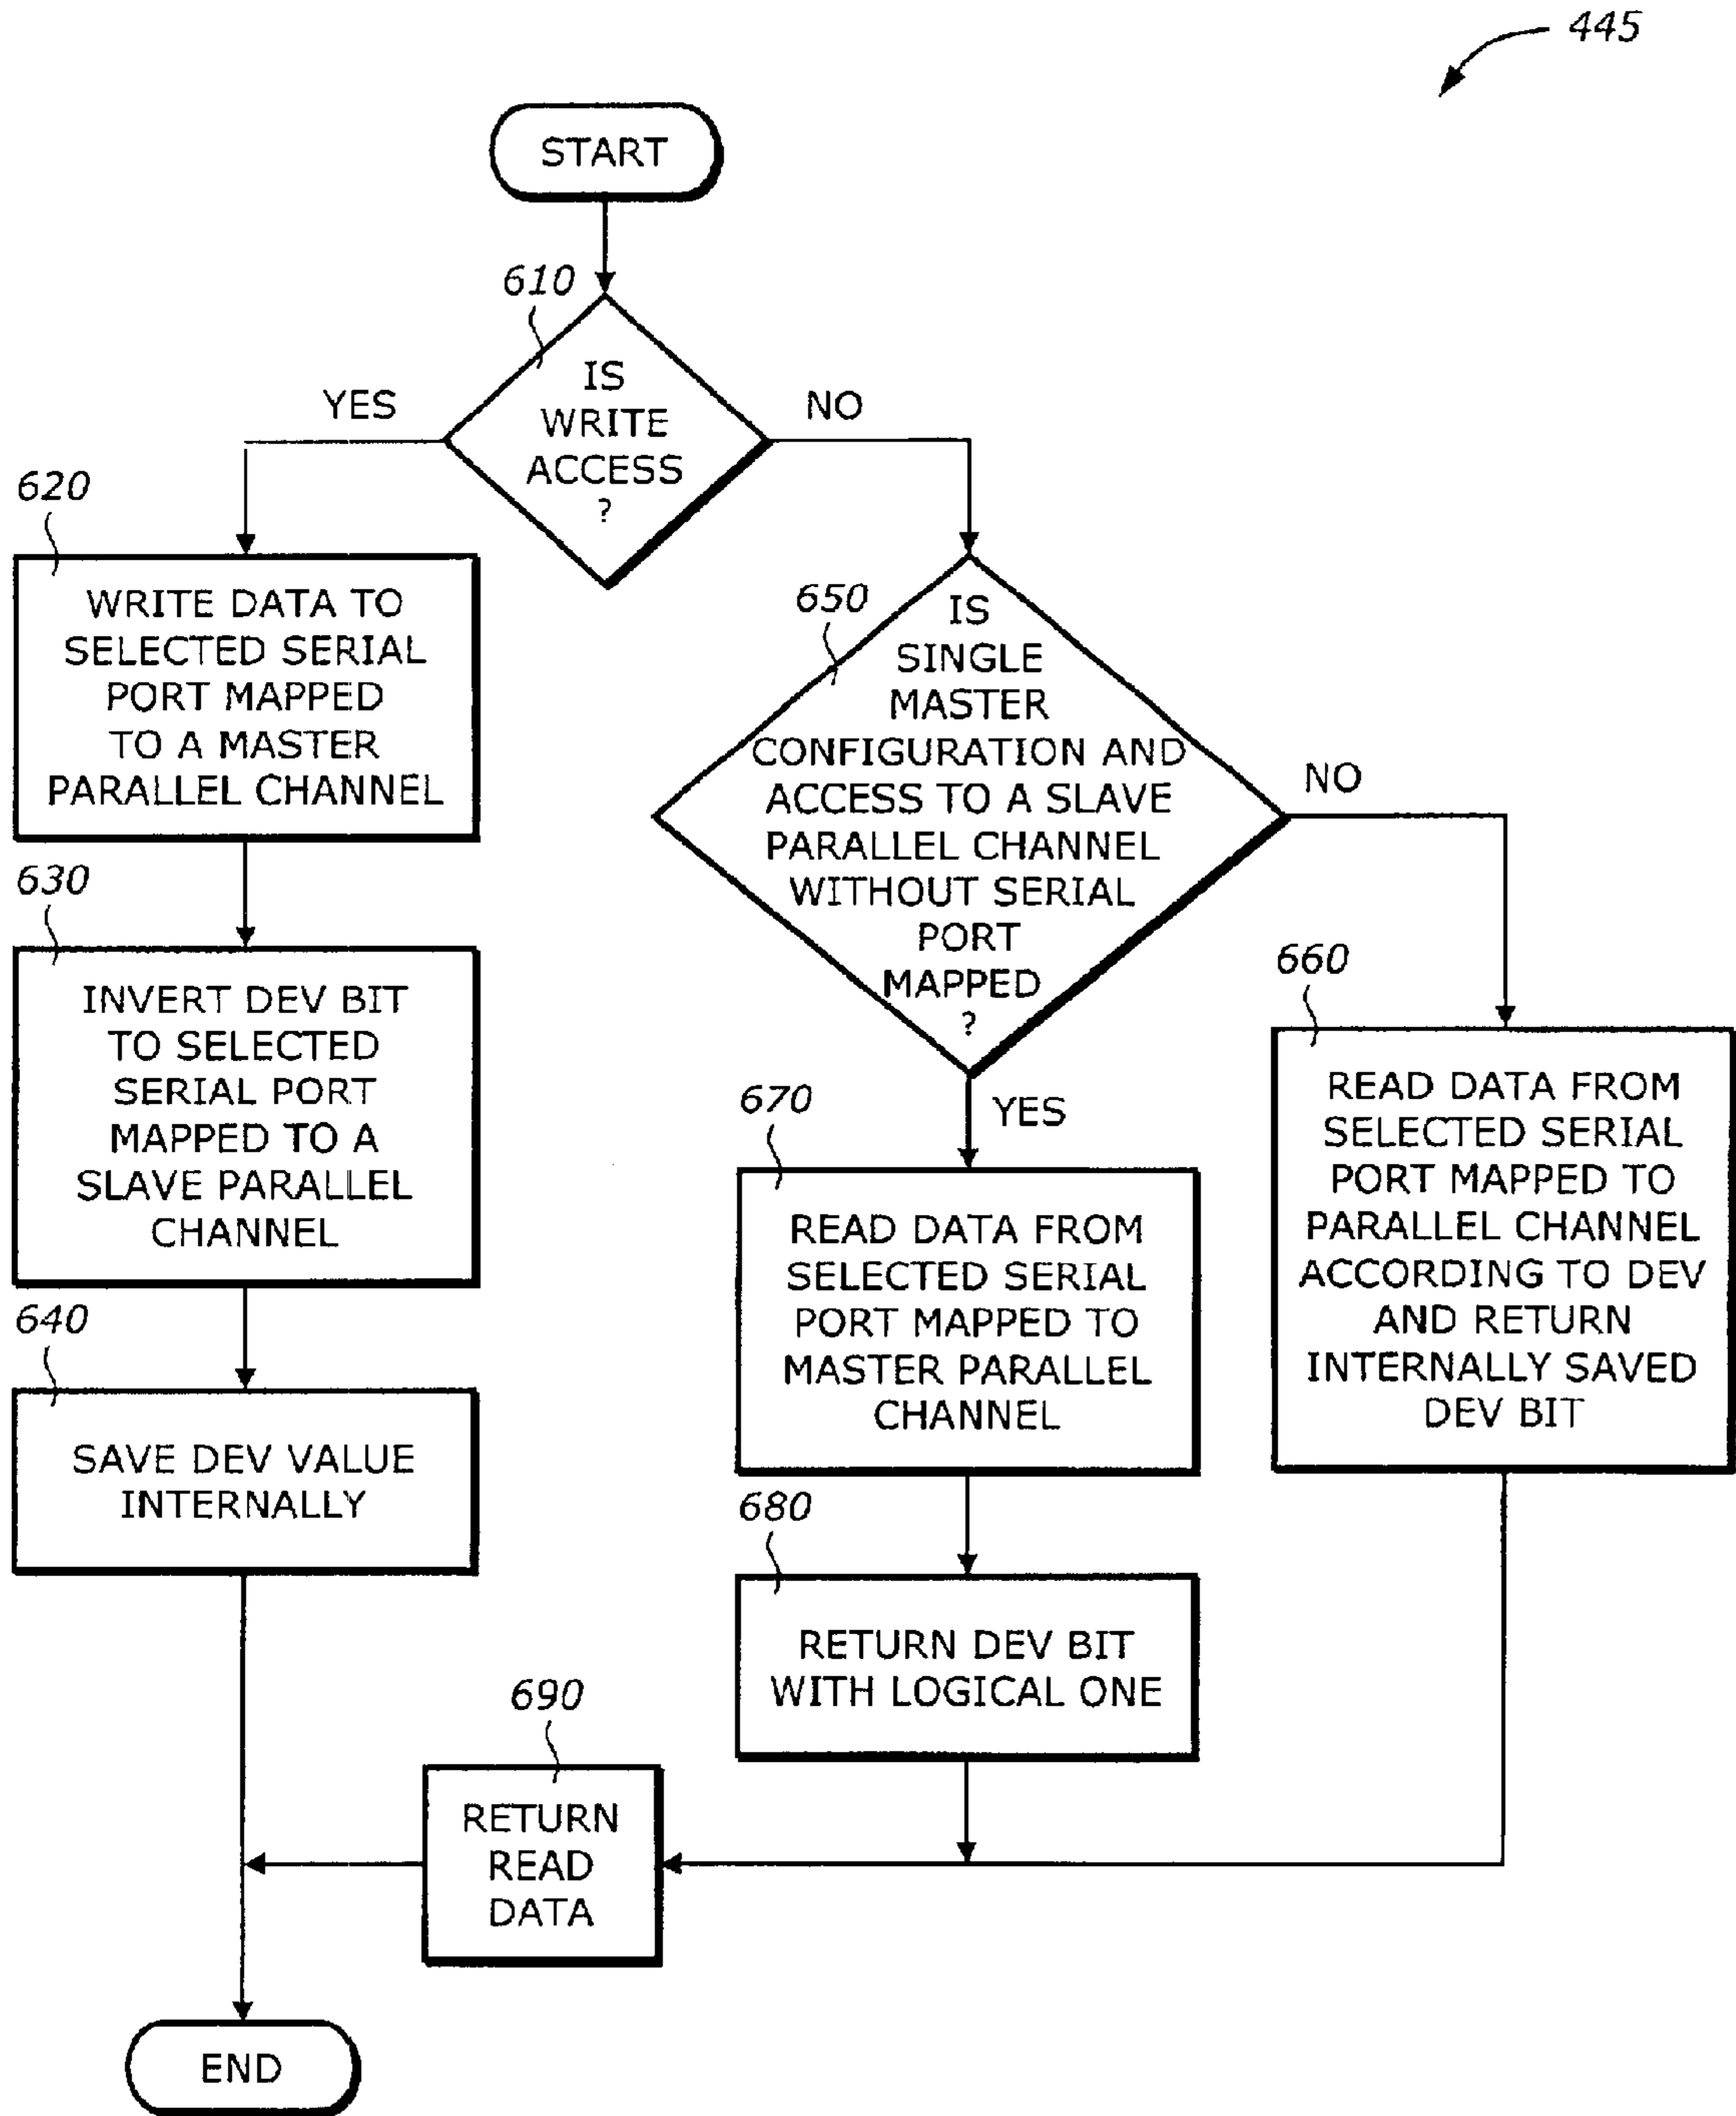 445
START
610
IS
WRITE
ACCESS
?
YES
NO
620
WRITE DATA TO
SELECTED SERIAL
PORT MAPPED
TO A MASTER
PARALLEL CHANNEL
630
INVERT DEV BIT
TO SELECTED
SERIAL PORT
MAPPED TO A
SLAVE PARALLEL
CHANNEL
640
SAVE DEV VALUE
INTERNALLY
650
IS
SINGLE
MASTER
CONFIGURATION AND
ACCESS TO A SLAVE
PARALLEL CHANNEL
WITHOUT SERIAL
PORT
MAPPED
?
NO
YES
660
READ DATA FROM
SELECTED SERIAL
PORT MAPPED TO
PARALLEL CHANNEL
ACCORDING TO DEV
AND RETURN
INTERNALLY SAVED
DEV BIT
670
READ DATA FROM
SELECTED SERIAL
PORT MAPPED TO
MASTER PARALLEL
CHANNEL
680
RETURN DEV BIT
WITH LOGICAL ONE
690
RETURN
READ
DATA
END